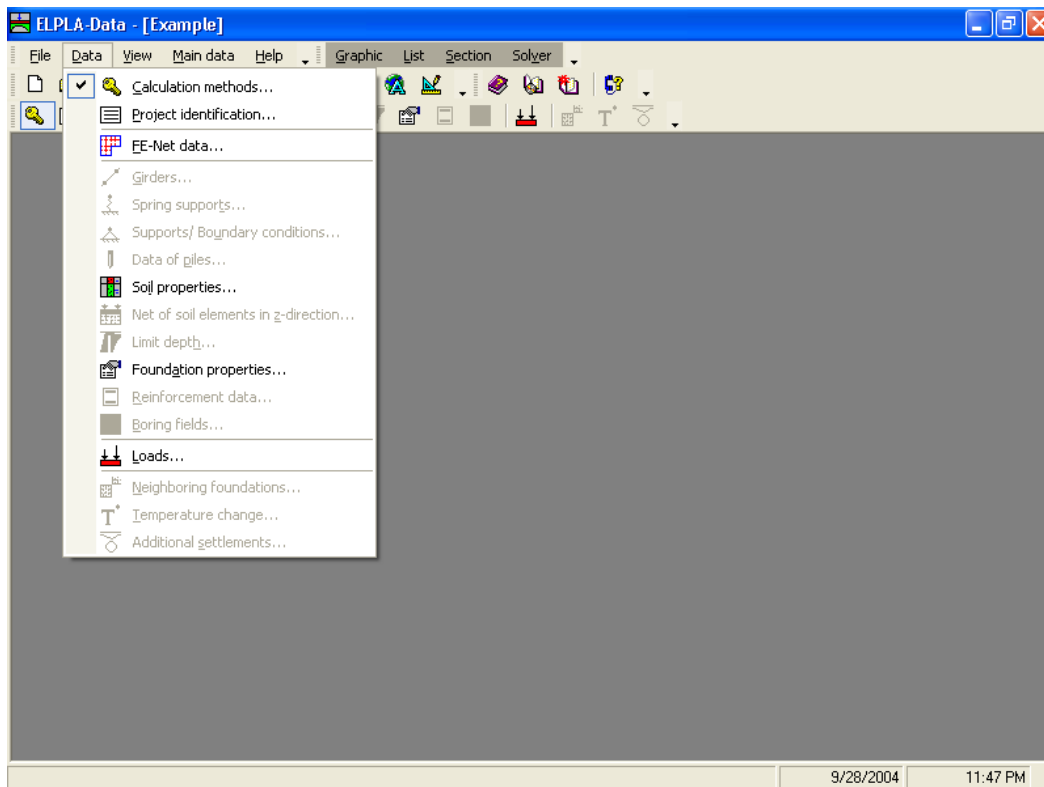 ELPLA-Data - [Example]
File Data View Main data Help Graphic List Section Solver
Calculation methods...
Project identification...
FE-Net data...
Girders...
Spring supports...
Supports/ Boundary conditions...
Data of piles...
Soil properties...
Net of soil elements in z-direction...
Limit depth...
Foundation properties...
Reinforcement data...
Boring fields...
Loads...
Neighboring foundations...
Temperature change...
Additional settlements...
9/28/2004 11:47 PM